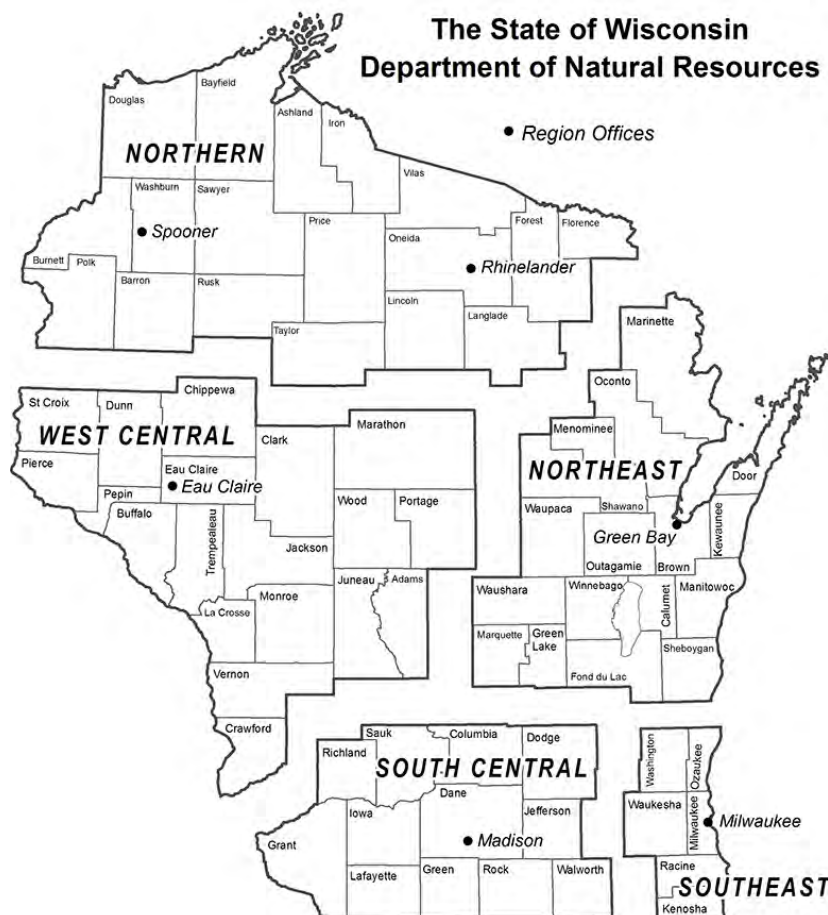 The State of Wisconsin
Department of Natural Resources
Region Offices
NORTHERN
Douglas
Bayfield
Ashland
Iron
Vilas
Washburn
Sawyer
Spooner
Price
Oneida
Forest
Florence
Rhinelander
Burnett
Polk
Barron
Rusk
Lincoln
Langlade
Taylor
WEST CENTRAL
St Croix
Dunn
Chippewa
Clark
Marathon
Pierce
Eau Claire
Eau Claire
Pepin
Buffalo
Trempealeau
Wood
Portage
Jackson
Juneau
Adams
Monroe
La Crosse
Vernon
Crawford
NORTHEAST
Marinette
Oconto
Menominee
Door
Waupaca
Shawano
Green Bay
Kewaunee
Outagamie
Brown
Waushara
Winnebago
Calumet
Manitowoc
Marquette
Green
Lake
Fond du Lac
Sheboygan
SOUTH CENTRAL
Sauk
Columbia
Dodge
Richland
Dane
Iowa
Jefferson
Madison
Grant
Lafayette
Green
Rock
Walworth
Washington
Ozaukee
Waukesha
Milwaukee
Milwaukee
Racine
SOUTHEAST
Kenosha